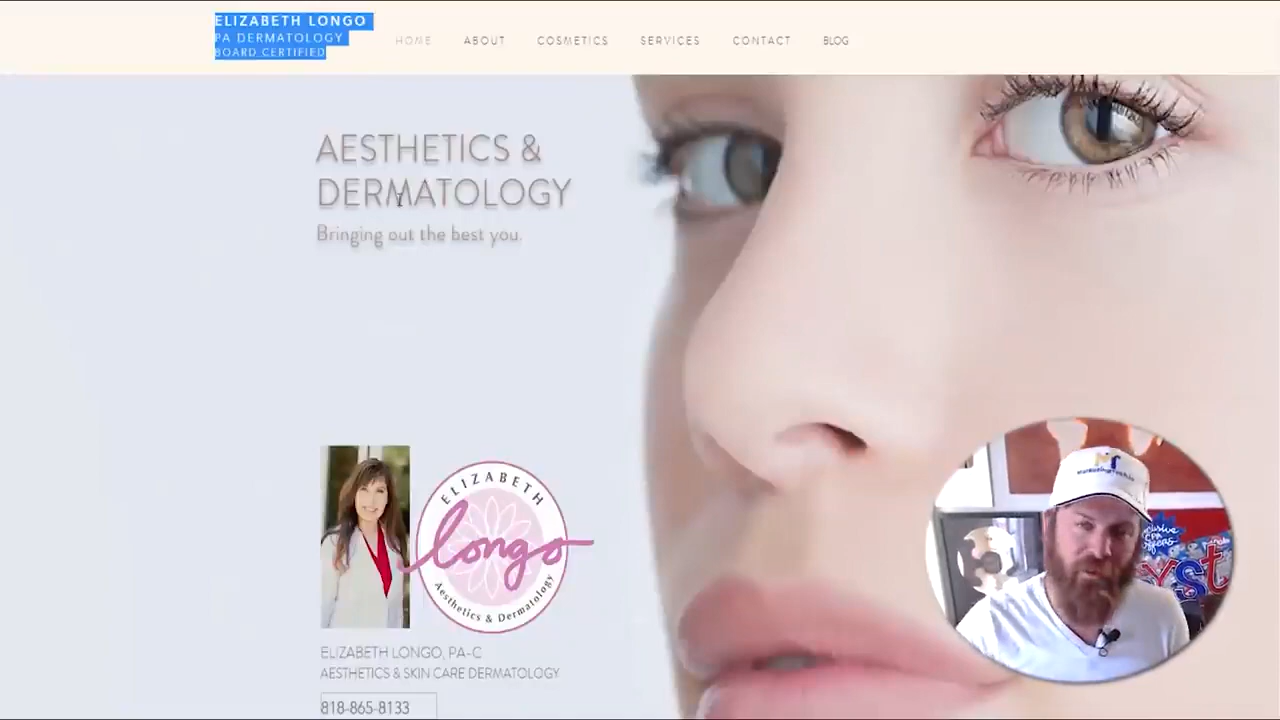 ELIZABETH LONGO
PA DERMATOLOGY
BOARD CERTIFIED
HOME
ABOUT
COSMETICS
SERVICES
CONTACT
BLOG
AESTHETICS &
DERMATOLOGY
Bringing out the best you.
ELIZABETH
longo
Aesthetics & Dermatology
ELIZABETH LONGO, PA-C
AESTHETICS & SKIN CARE DERMATOLOGY
818-865-8133
CPA